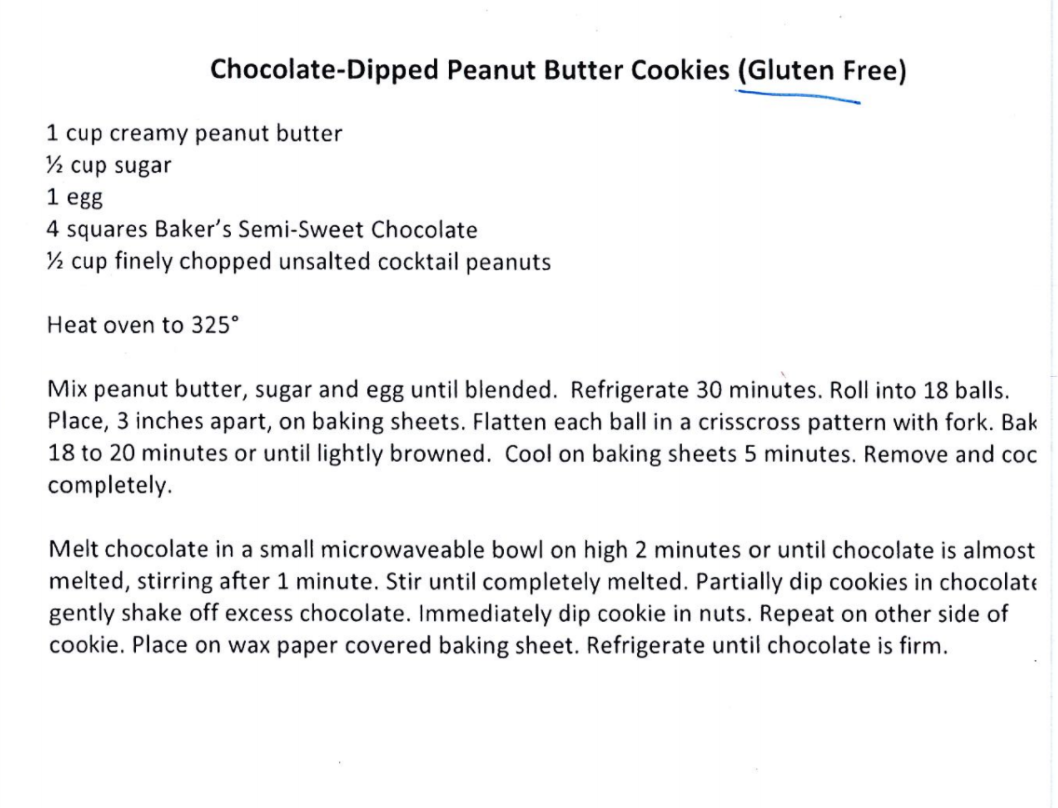 Chocolate-Dipped Peanut Butter Cookies (Gluten Free)
1 cup creamy peanut butter
½ cup sugar
1 egg
4 squares Baker's Semi-Sweet Chocolate
½ cup finely chopped unsalted cocktail peanuts
Heat oven to 325°
Mix peanut butter, sugar and egg until blended. Refrigerate 30 minutes. Roll into 18 balls.
Place, 3 inches apart, on baking sheets. Flatten each ball in a crisscross pattern with fork. Bak
18 to 20 minutes or until lightly browned. Cool on baking sheets 5 minutes. Remove and coo
completely.
Melt chocolate in a small microwaveable bowl on high 2 minutes or until chocolate is almost
melted, stirring after 1 minute. Stir until completely melted. Partially dip cookies in chocolate
gently shake off excess chocolate. Immediately dip cookie in nuts. Repeat on other side of
cookie. Place on wax paper covered baking sheet. Refrigerate until chocolate is firm.